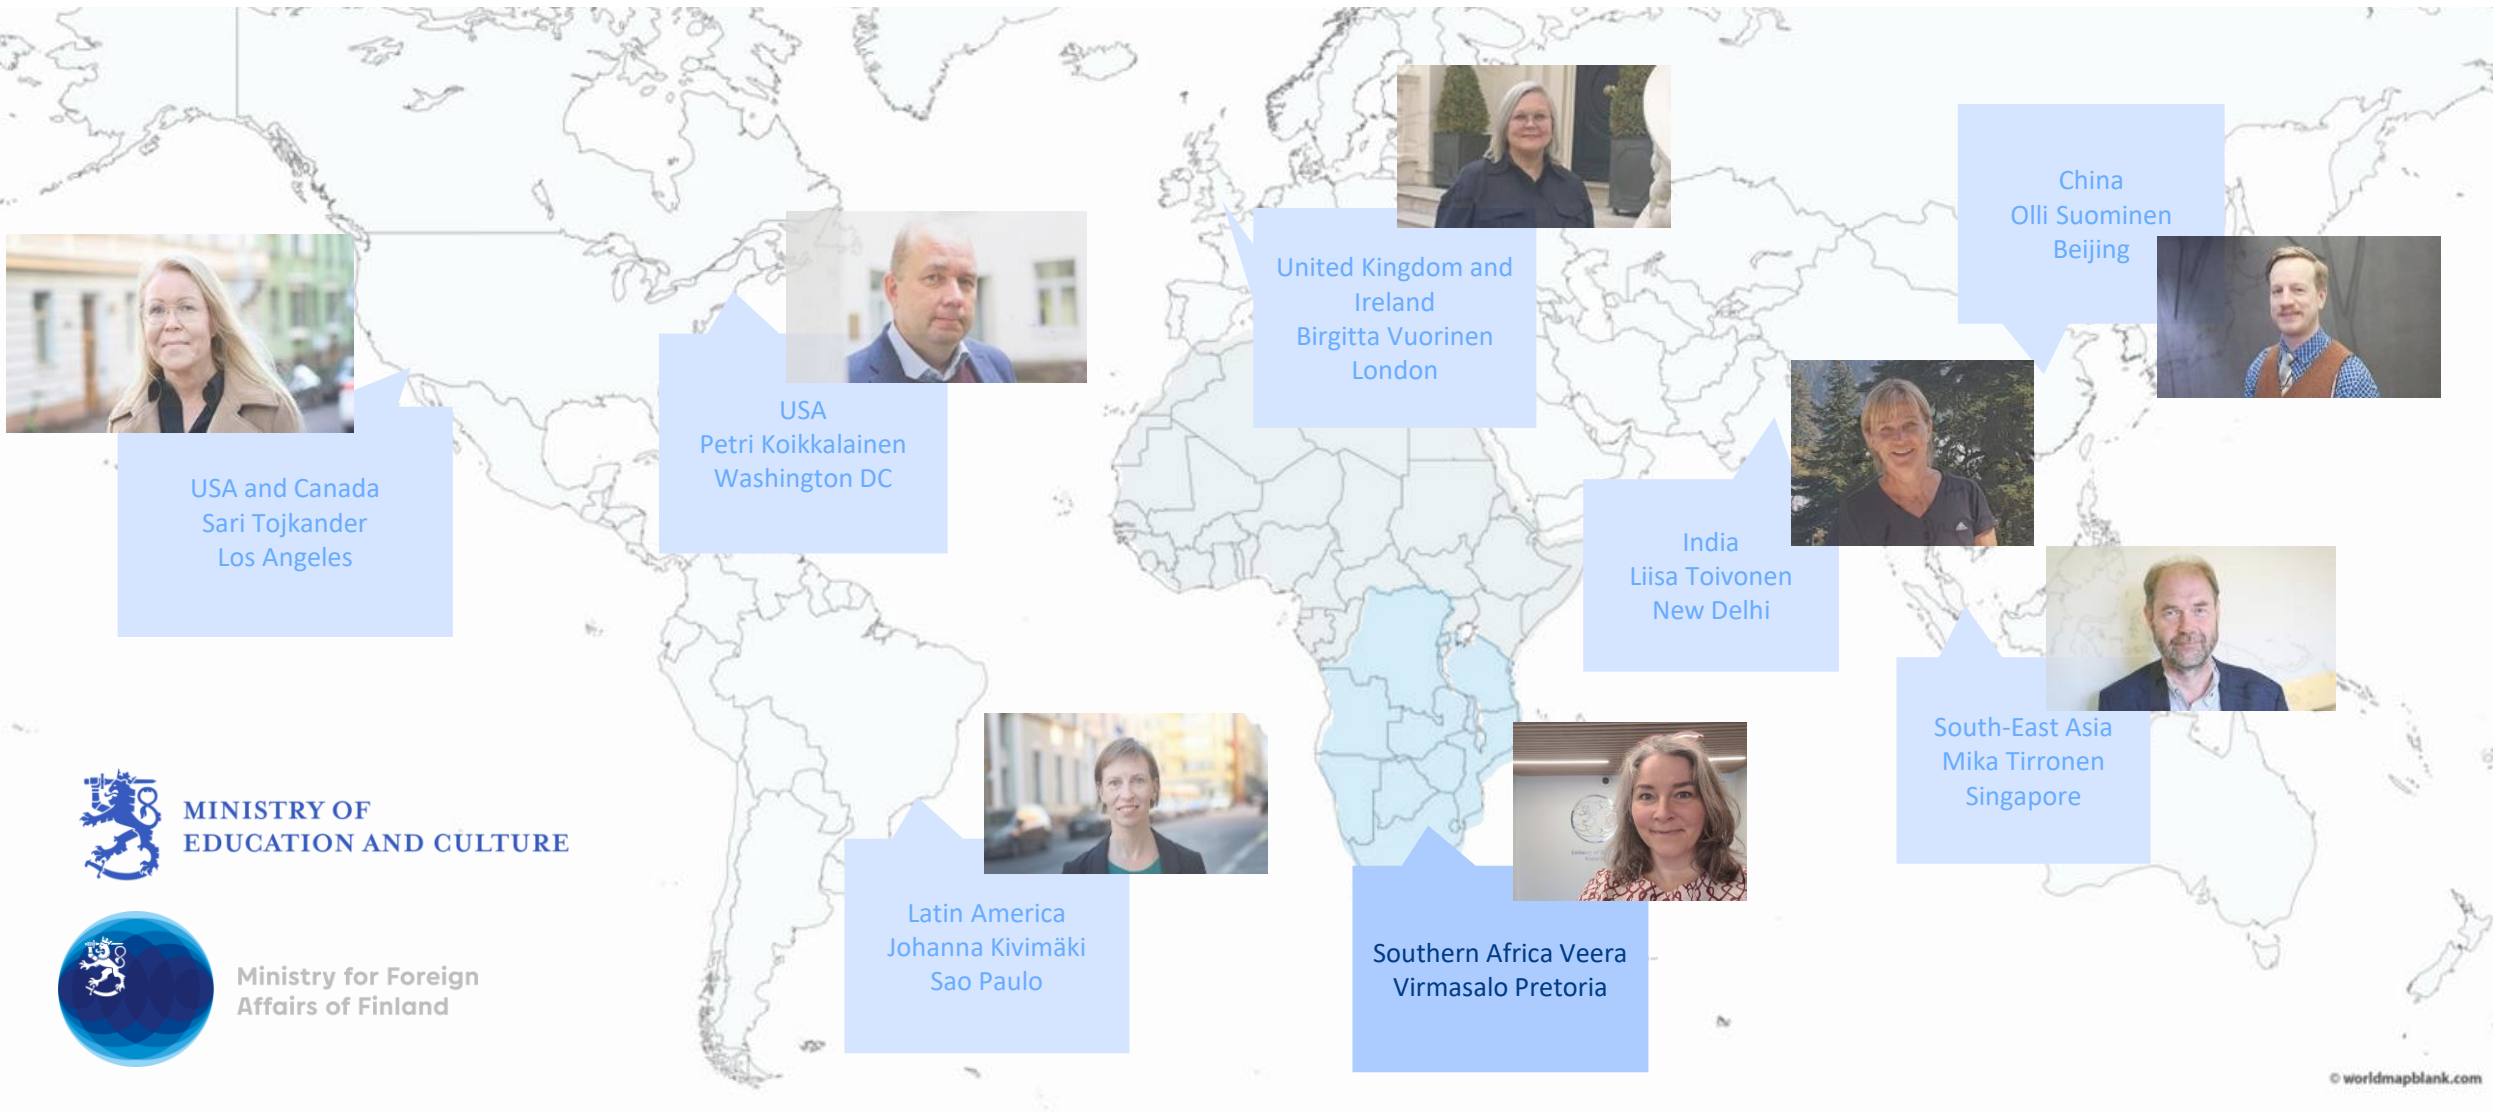 China
Olli Suominen
Beijing
United Kingdom and
Ireland
Birgitta Vuorinen
London
USA
Petri Koikkalainen
Washington DC
USA and Canada
Sari Tojkander
Los Angeles
India
Liisa Toivonen
New Delhi
South-East Asia
Mika Tirronen
Singapore
MINISTRY OF
EDUCATION AND CULTURE
Latin America
Johanna Kivimäki
Sao Paulo
Southern Africa Veera
Virmasalo Pretoria
Ministry for Foreign
Affairs of Finland
© worldmapblank.com